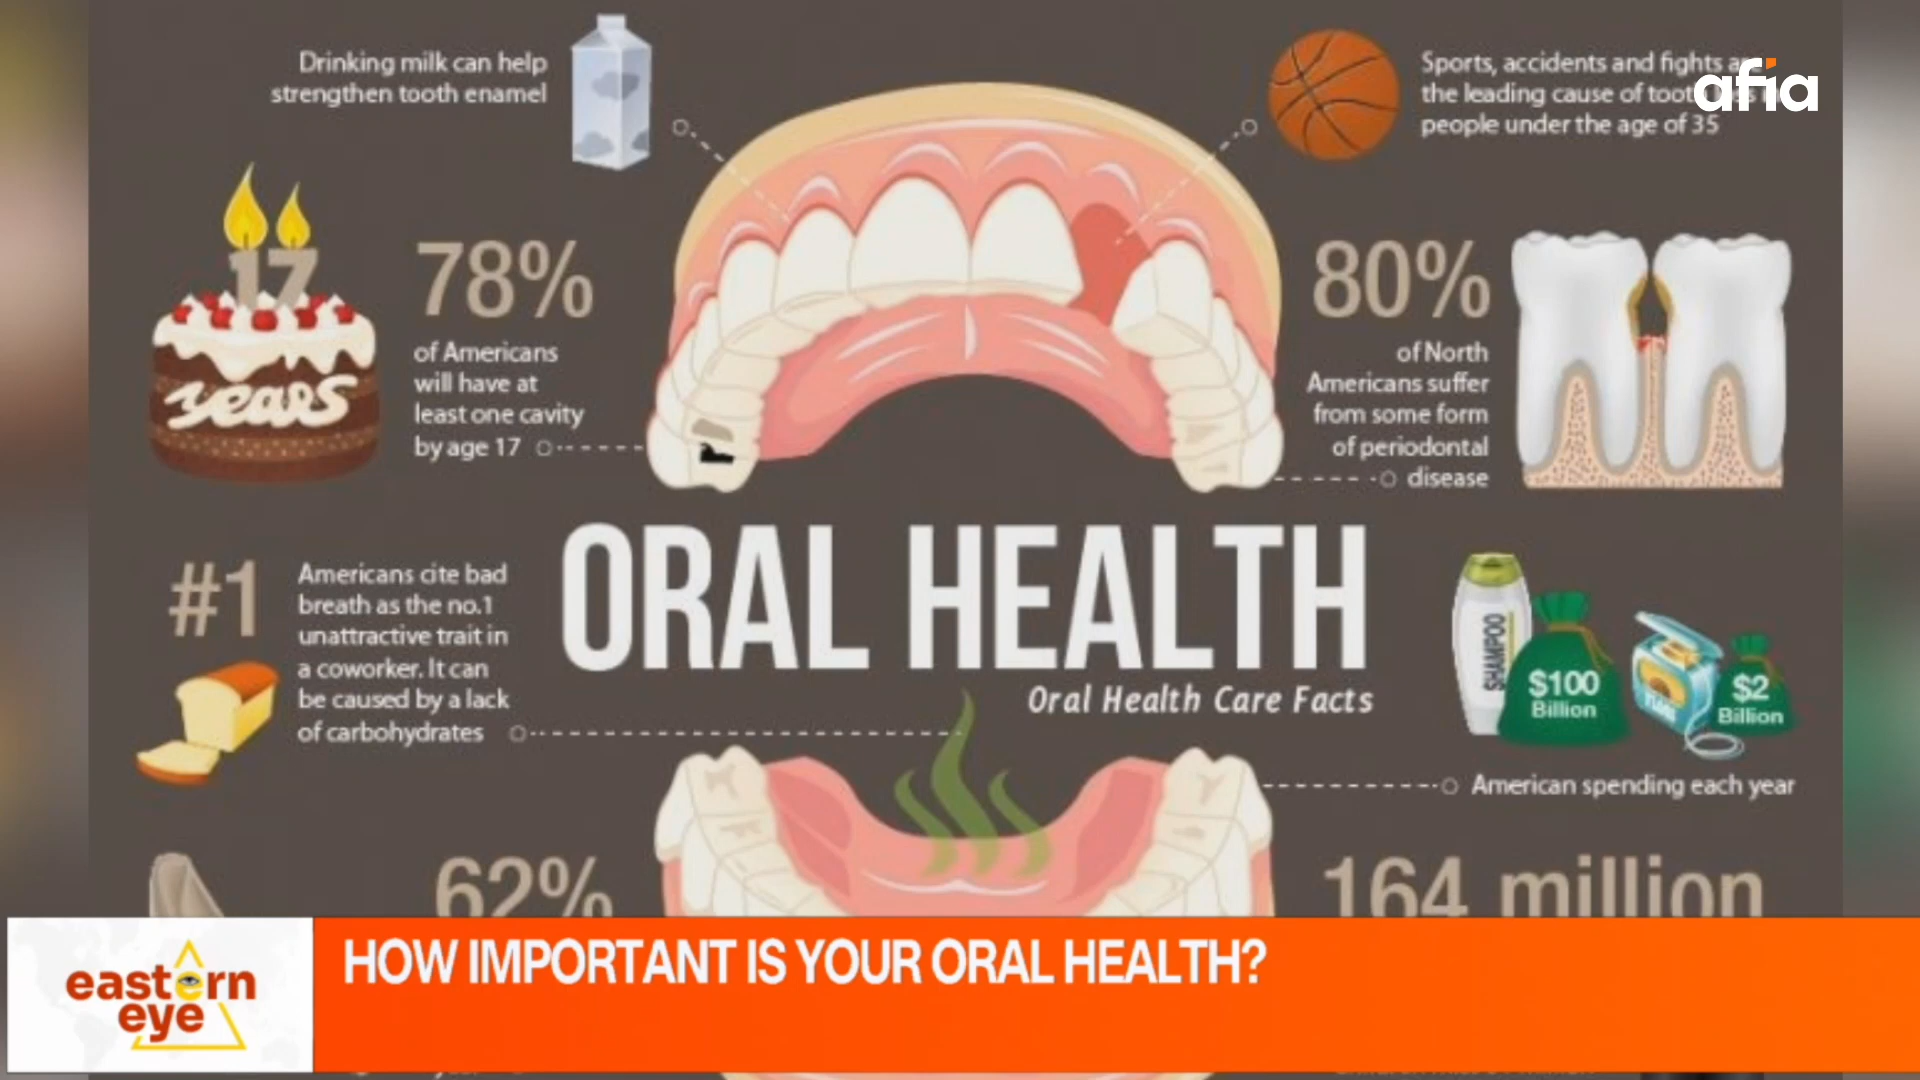 Drinking milk can help
strengthen tooth enamel
Sports, accidents and fights
the leading cause of
people under the age of 35
afia
17
years
78%
of Americans
will have at
least one cavity
by age 17
80%
of North
Americans suffer
from some form
of periodontal
disease
#1
Americans cite bad
breath as the no.1
unattractive trait in
a coworker. It can
be caused by a lack
of carbohydrates
ORAL HEALTH
Oral Health Care Facts
SHAMPOO
$100
Billion
$2
Billion
American spending each year
62%
164 million
eastern
eye
HOW IMPORTANT IS YOUR ORAL HEALTH?